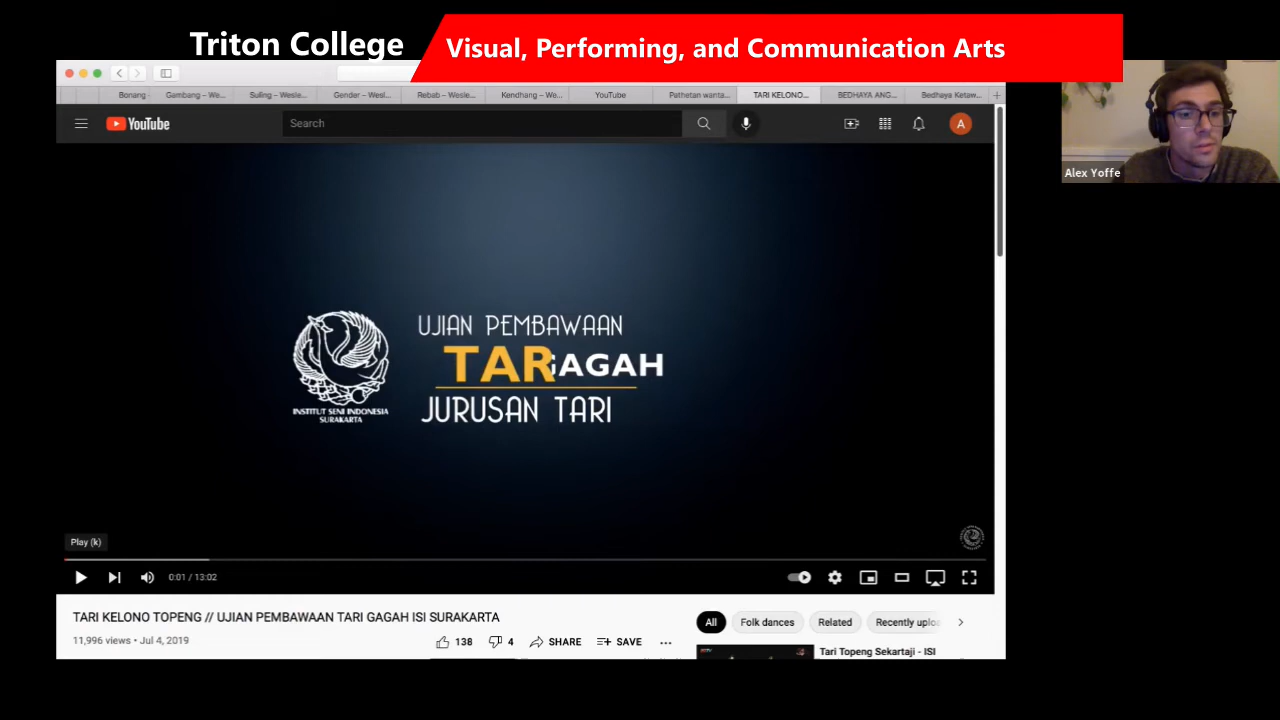 Triton College
Visual, Performing, and Communication Arts
Bonang -
Gambang – We...
Suling – Wesle...
Gender – Wesl...
Rebab – Wesle...
Kendhang – We...
YouTube
Pathetan wanta...
TARI KELONO...
BEDHAYA ANG...
Bedhaya Ketaw...
YouTube
Search
A
Alex Yoffe
UJIAN PEMBAWAAN
TAR GAGAH
JURUSAN TARI
INSTITUT SENI INDONESIA
SURAKARTA
Play (k)
0:01 / 13:02
TARI KELONO TOPENG // UJIAN PEMBAWAAN TARI GAGAH ISI SURAKARTA
11,996 views • Jul 4, 2019
138
4
SHARE
SAVE
All
Folk dances
Related
Recently uplo
Tari Topeng Sekartaji - ISI